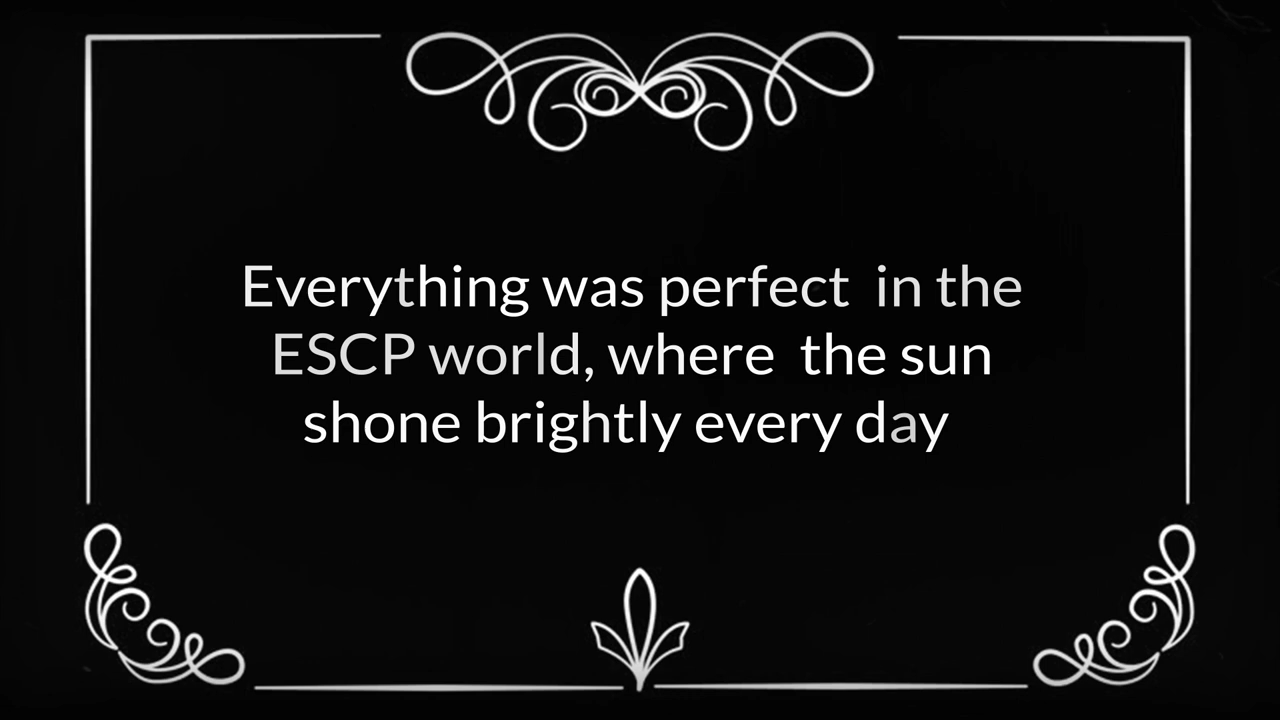 Everything was perfect  in the
ESCP world, where  the sun
shone brightly every day